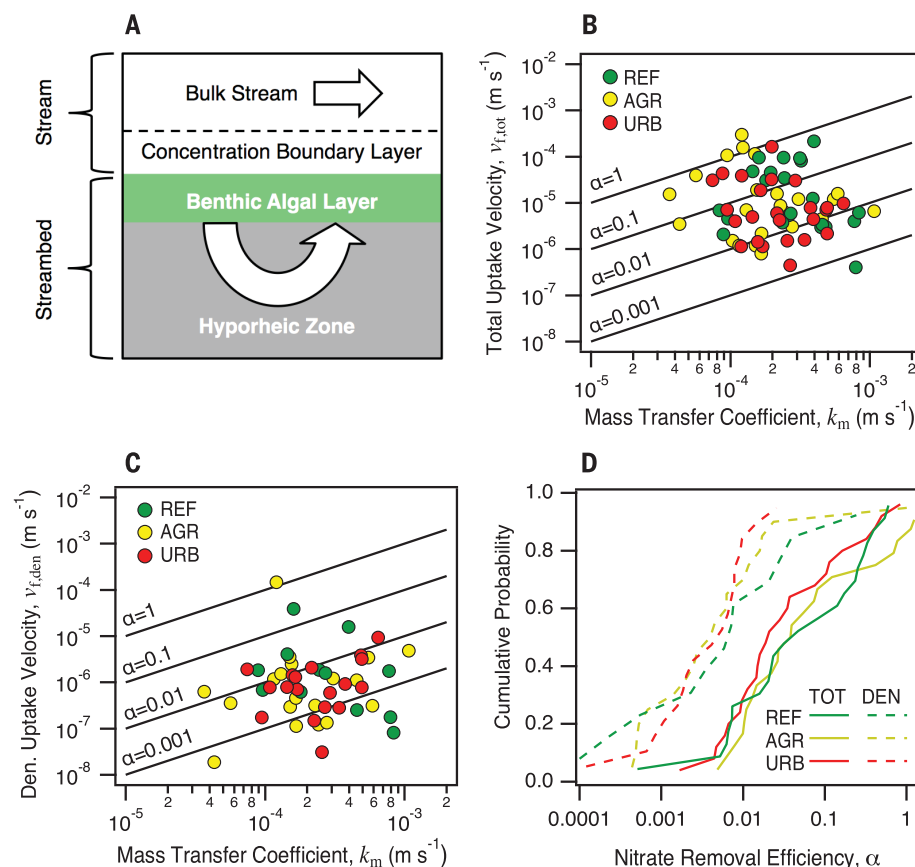 A
Stream
Streambed
Bulk Stream
Concentration Boundary Layer
Benthic Algal Layer
Hyporheic Zone
B
Total Uptake Velocity, v_f,tot (m s⁻¹)
10⁻²
10⁻³
10⁻⁴
10⁻⁵
10⁻⁶
10⁻⁷
10⁻⁸
REF
AGR
URB
α=1
α=0.1
α=0.01
α=0.001
2 4 6 8 2 4 6 8 2
10⁻⁵ 10⁻⁴ 10⁻³
Mass Transfer Coefficient, k_m (m s⁻¹)
C
Den. Uptake Velocity, v_f,den (m s⁻¹)
10⁻²
10⁻³
10⁻⁴
10⁻⁵
10⁻⁶
10⁻⁷
10⁻⁸
REF
AGR
URB
α=1
α=0.1
α=0.01
α=0.001
2 4 6 8 2 4 6 8 2
10⁻⁵ 10⁻⁴ 10⁻³
Mass Transfer Coefficient, k_m (m s⁻¹)
D
Cumulative Probability
1.0
0.8
0.6
0.4
0.2
0.0
TOT DEN
REF
AGR
URB
0.0001 0.001 0.01 0.1 1
Nitrate Removal Efficiency, α